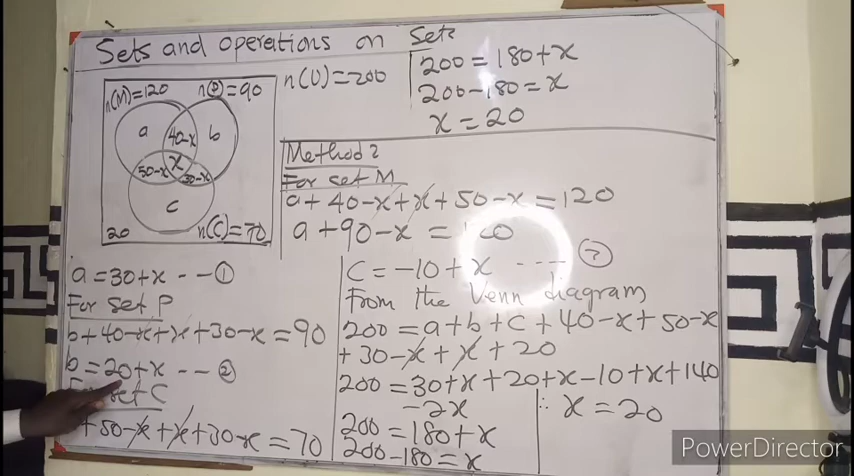 Sets and operations on Sets
n(M)=120 n(P)=90
a 40-x b
x
50-x 30-x
c
20 n(C)=70
n(U)=200
200=180+x
200-180=x
x=20
Method 2
For set M
a+40-x+x+50-x=120
a+90-x=
a=30+x ---①
For set P
b+40-x+x+30-x=90
b=20+x --②
set C
+50-x+x+30-x=70
C=-10+x ----
From the Venn diagram
200=a+b+c+40-x+50-x
+30-x+x+20
200=30+x+20+x-10+x+140
-2x
200=180+x
200-180=x
∴ x=20
PowerDirector